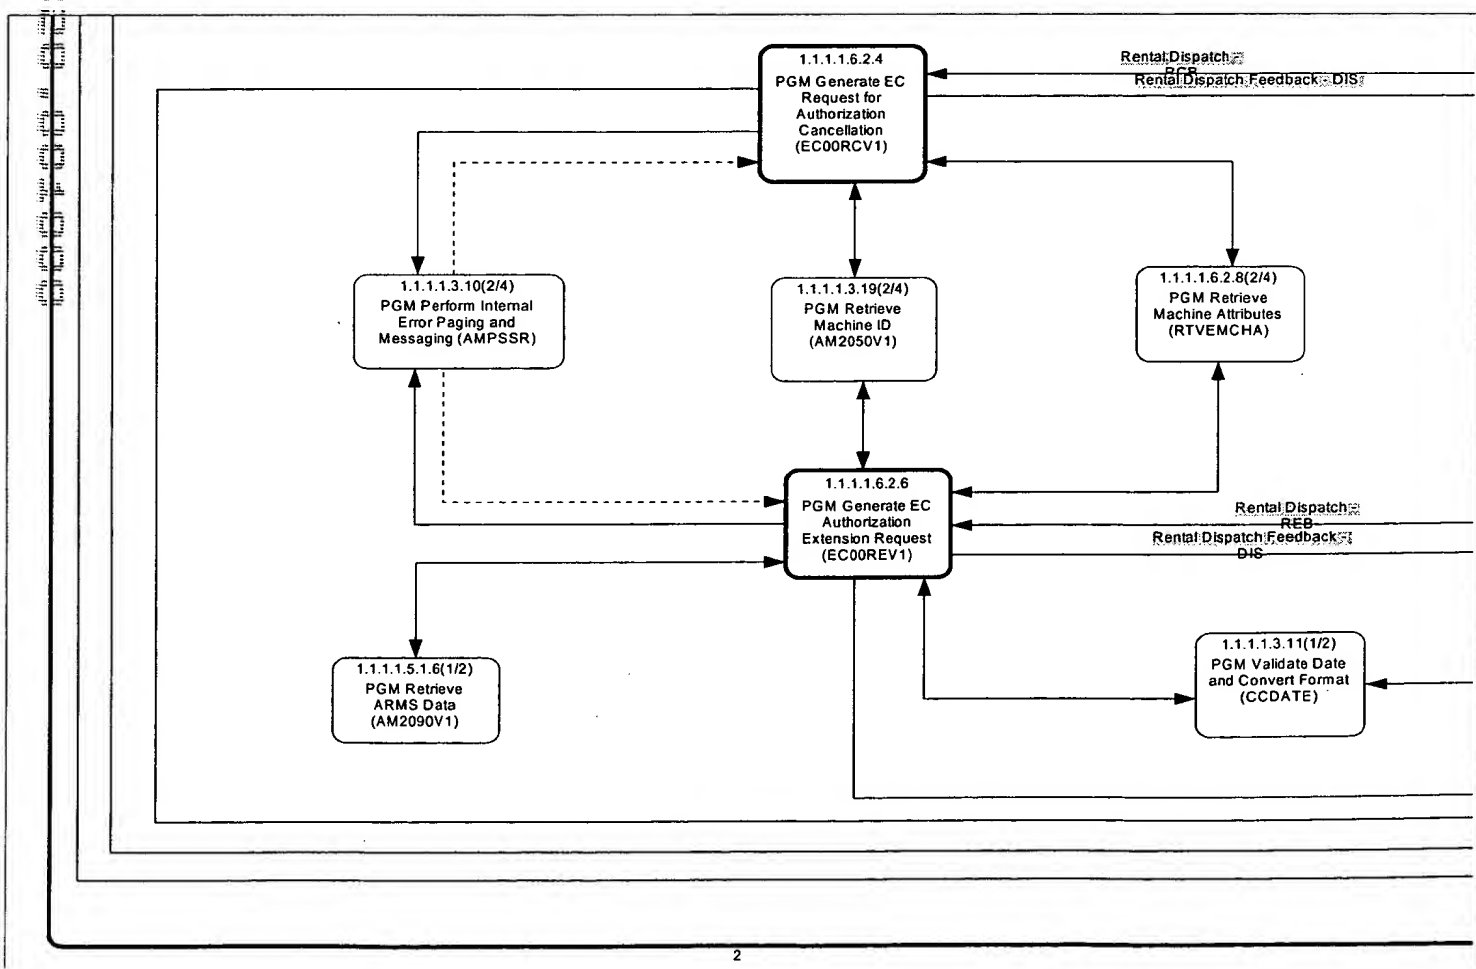 1.1.1.1.6.2.4
PGM Generate EC
Request for
Authorization
Cancellation
(EC00RCV1)
Rental Dispatch -
RCB
Rental Dispatch Feedback - DIS
1.1.1.1.3.10(2/4)
PGM Perform Internal
Error Paging and
Messaging (AMPSSR)
1.1.1.1.3.19(2/4)
PGM Retrieve
Machine ID
(AM2050V1)
1.1.1.1.6.2.8(2/4)
PGM Retrieve
Machine Attributes
(RTVEMCHA)
1.1.1.1.6.2.6
PGM Generate EC
Authorization
Extension Request
(EC00REV1)
Rental Dispatch -
REB
Rental Dispatch Feedback -
DIS
1.1.1.1.5.1.6(1/2)
PGM Retrieve
ARMS Data
(AM2090V1)
1.1.1.1.3.11(1/2)
PGM Validate Date
and Convert Format
(CCDATE)
2